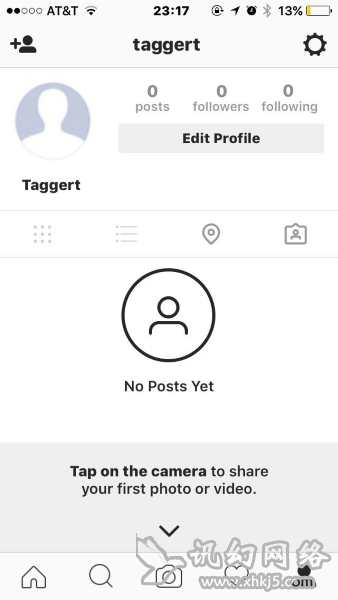 AT&T
23:17
13%
taggert
0
posts
0
followers
0
following
Edit Profile
Taggert
No Posts Yet
Tap on the camera to share
your first photo or video.
讯幻网络
www.xhkj5.com